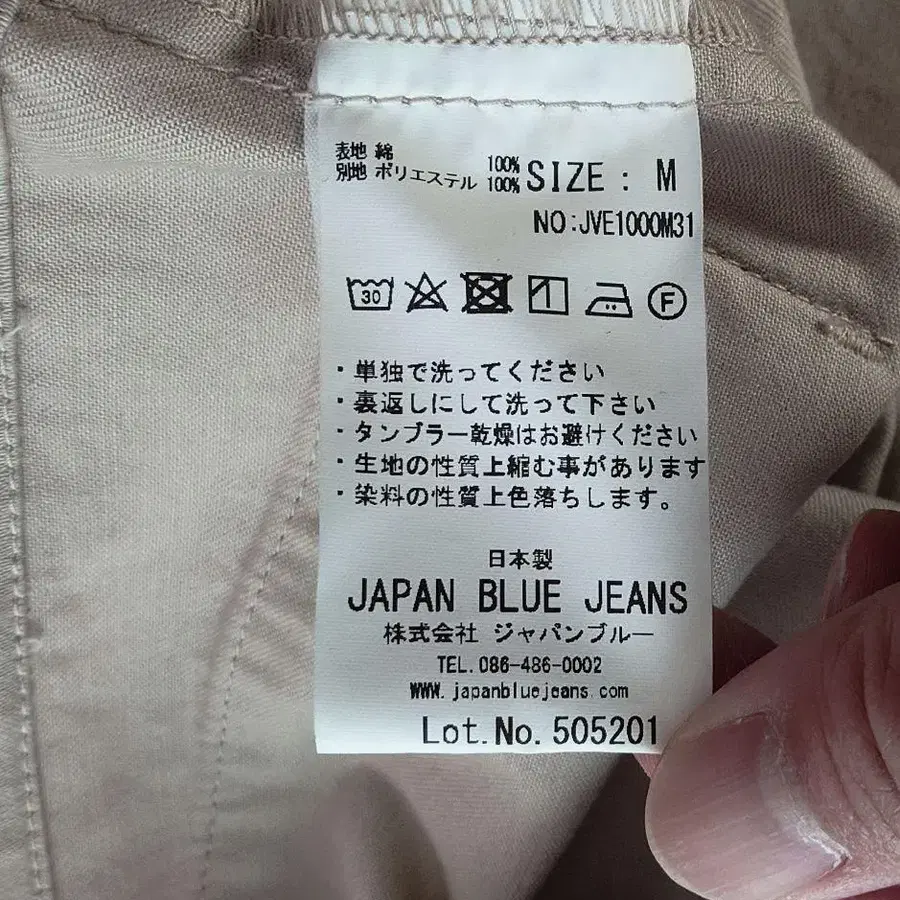 表地 綿 100%
別地 ポリエステル 100%
SIZE : M
NO:JVE1000M31
30 F
・単独で洗ってください
・裏返しにして洗って下さい
・タンブラー乾燥はお避けください
・生地の性質上縮む事があります
・染料の性質上色落ちします。
日本製
JAPAN BLUE JEANS
株式会社 ジャパンブルー
TEL. 086-486-0002
WWW. japanbluejeans. com
Lot. No. 505201